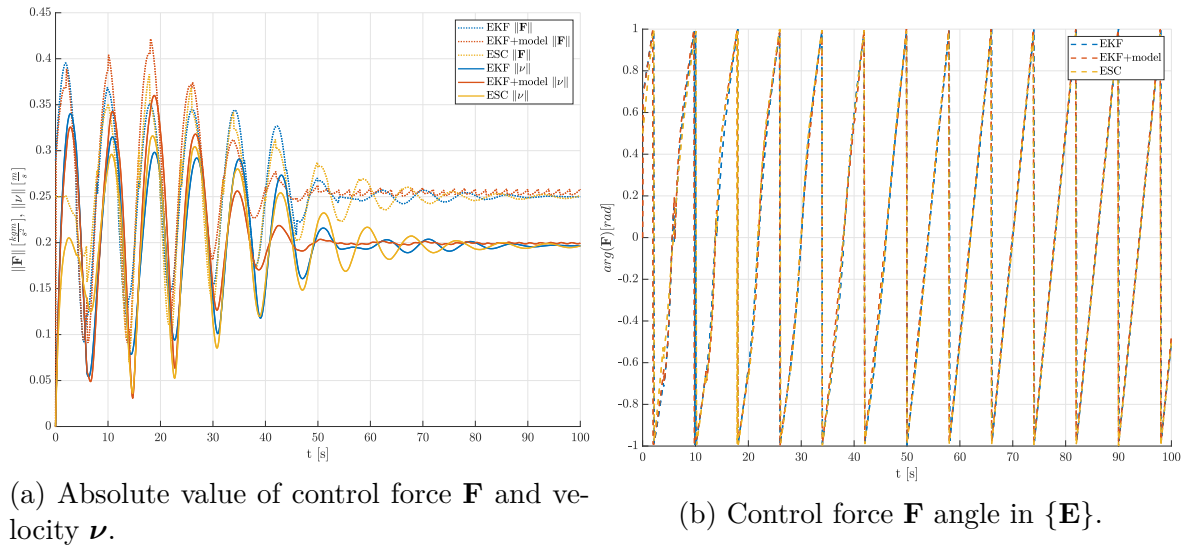 0.45
0.4
0.35
0.3
0.25
0.2
0.15
0.1
0.05
0
‖F‖ [kgm/s²], ‖ν‖ [m/s]
EKF ‖F‖
EKF+model ‖F‖
ESC ‖F‖
EKF ‖ν‖
EKF+model ‖ν‖
ESC ‖ν‖
0 10 20 30 40 50 60 70 80 90 100
t [s]
(a) Absolute value of control force F and ve-
locity ν.
1
0.8
0.6
0.4
0.2
0
-0.2
-0.4
-0.6
-0.8
-1
arg(F)[rad]
EKF
EKF+model
ESC
0 10 20 30 40 50 60 70 80 90 100
t [s]
(b) Control force F angle in {E}.